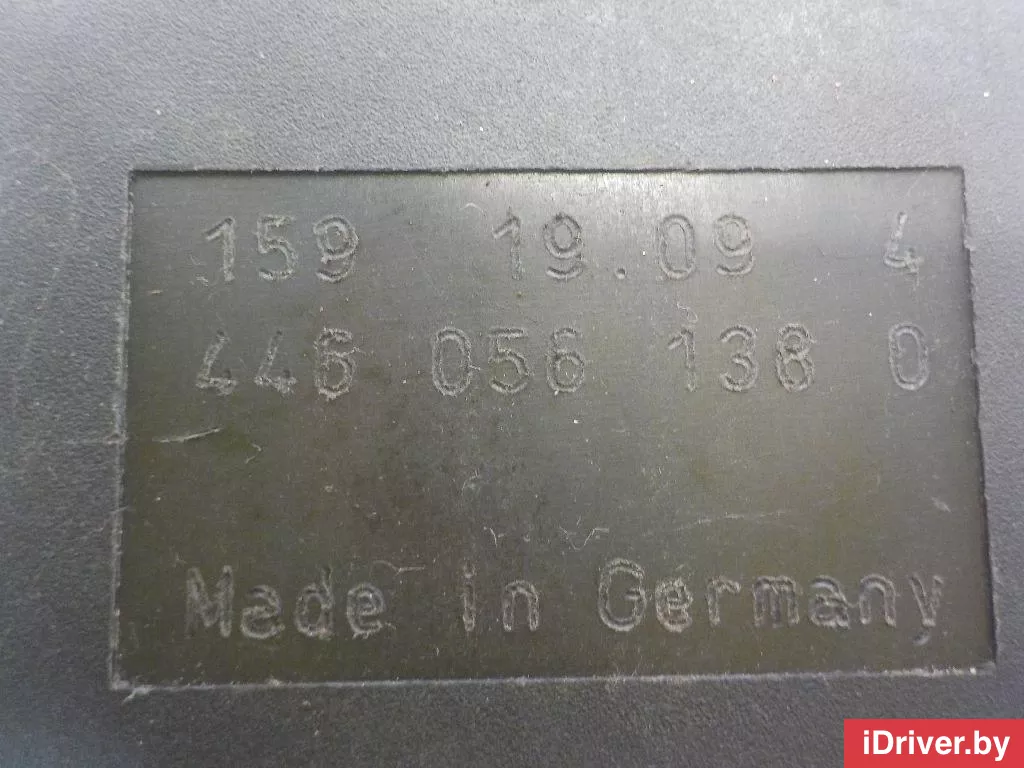 159 19.09 4
446 056 138 0
Made in Germany
iDriver.by